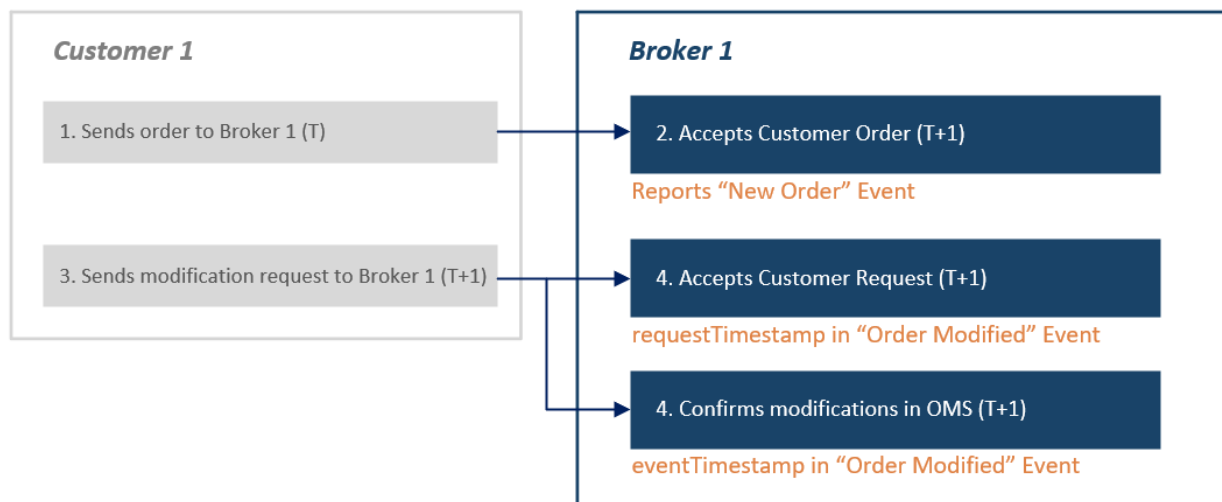 Customer 1
Broker 1
1. Sends order to Broker 1 (T)
2. Accepts Customer Order (T+1)
Reports “New Order” Event
3. Sends modification request to Broker 1 (T+1)
4. Accepts Customer Request (T+1)
requestTimestamp in “Order Modified” Event
4. Confirms modifications in OMS (T+1)
eventTimestamp in “Order Modified” Event